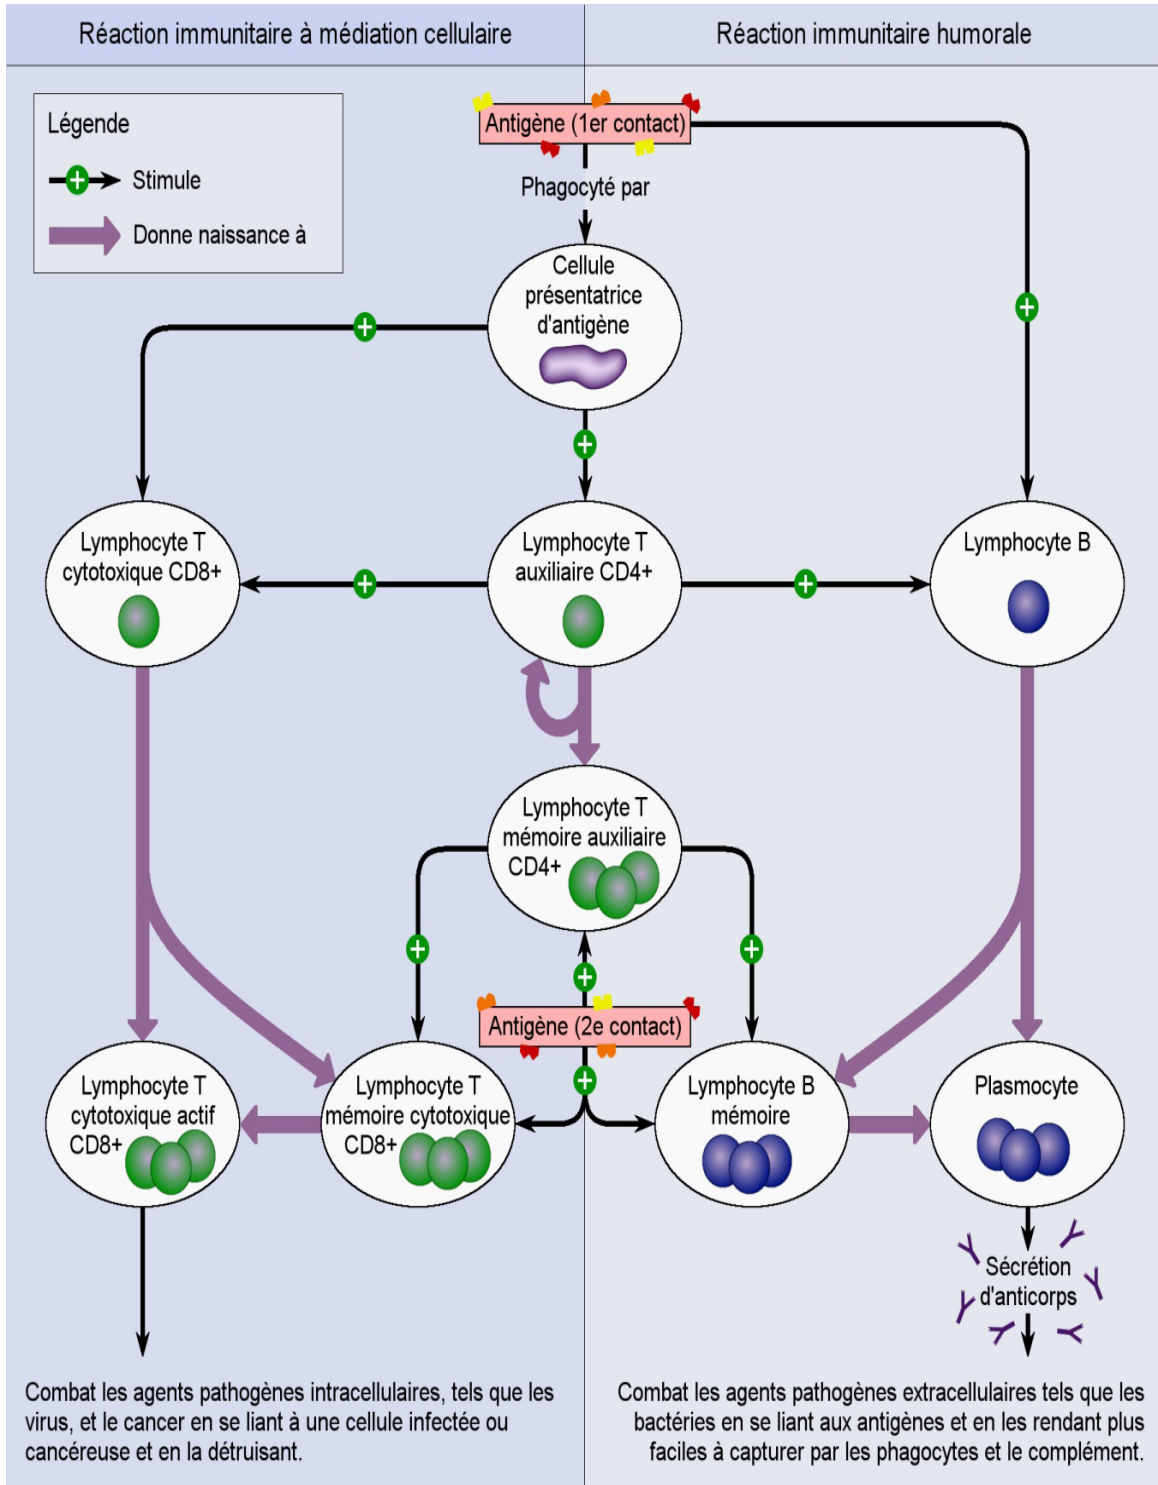 Réaction immunitaire à médiation cellulaire
Réaction immunitaire humorale
Légende
Stimule
Donne naissance à
Antigène (1er contact)
Phagocyté par
Cellule
présentatrice
d'antigène
Lymphocyte T
cytotoxique CD8+
Lymphocyte T
auxiliaire CD4+
Lymphocyte B
Lymphocyte T
mémoire auxiliaire
CD4+
Antigène (2e contact)
Lymphocyte T
cytotoxique actif
CD8+
Lymphocyte T
mémoire cytotoxique
CD8+
Lymphocyte B
mémoire
Plasmocyte
Sécrétion
d'anticorps
Combat les agents pathogènes intracellulaires, tels que les
virus, et le cancer en se liant à une cellule infectée ou
cancéreuse et en la détruisant.
Combat les agents pathogènes extracellulaires tels que les
bactéries en se liant aux antigènes et en les rendant plus
faciles à capturer par les phagocytes et le complément.